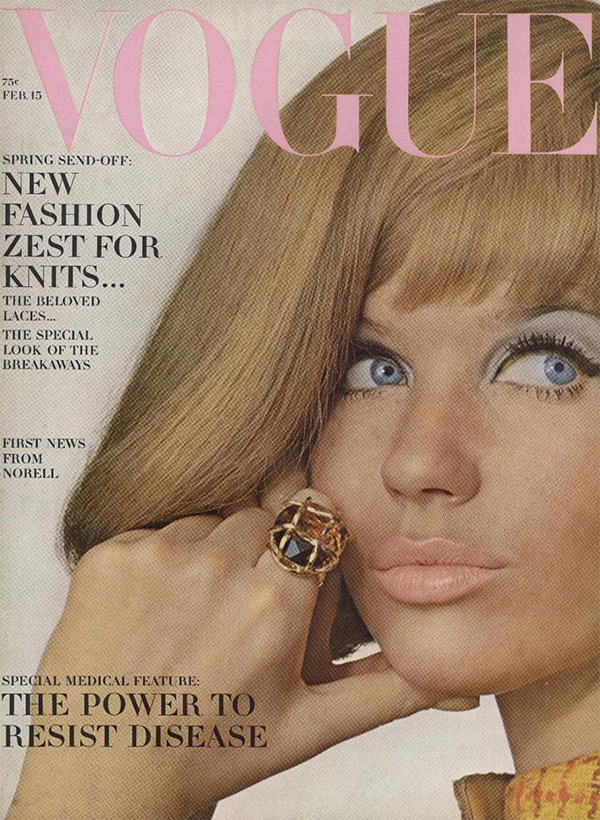 VOGUE
75c
FEB. 15
SPRING SEND-OFF:
NEW
FASHION
ZEST FOR
KNITS...
THE BELOVED
LACES...
THE SPECIAL
LOOK OF THE
BREAKAWAYS
FIRST NEWS
FROM
NORELL
SPECIAL MEDICAL FEATURE:
THE POWER TO
RESIST DISEASE